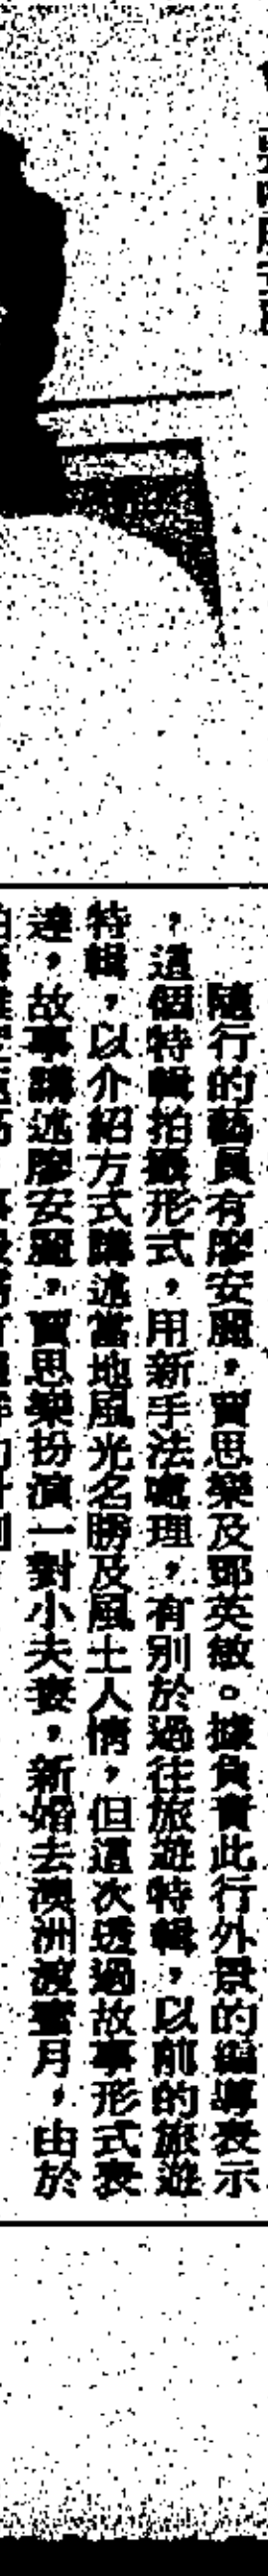 隨行的藝員有廖安麗,賈思樂及鄧英敏。據負責此行外景的編導表示
,這個特輯拍攝形式,用新手法處理,有別於過往旅遊特輯,以前的旅遊
特輯,以介紹方式講述當地風光名勝及風土人情,但這次透過故事形式表
達,故事講述廖安麗,賈思樂扮演一對小夫妻,新婚去澳洲渡蜜月,由於